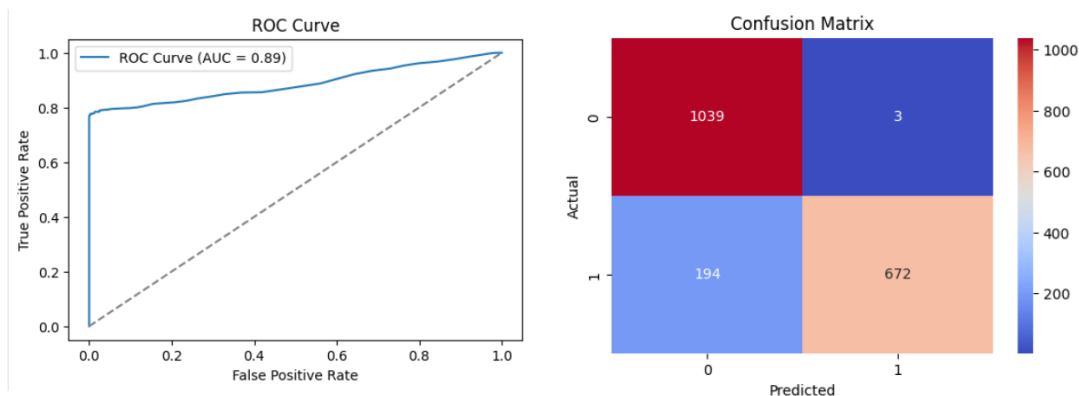 ROC Curve
ROC Curve (AUC = 0.89)
1.0
0.8
0.6
0.4
0.2
0.0
True Positive Rate
0.0 0.2 0.4 0.6 0.8 1.0
False Positive Rate
Confusion Matrix
Actual
0
1039 3
1
194 672
0 1
Predicted
1000
800
600
400
200